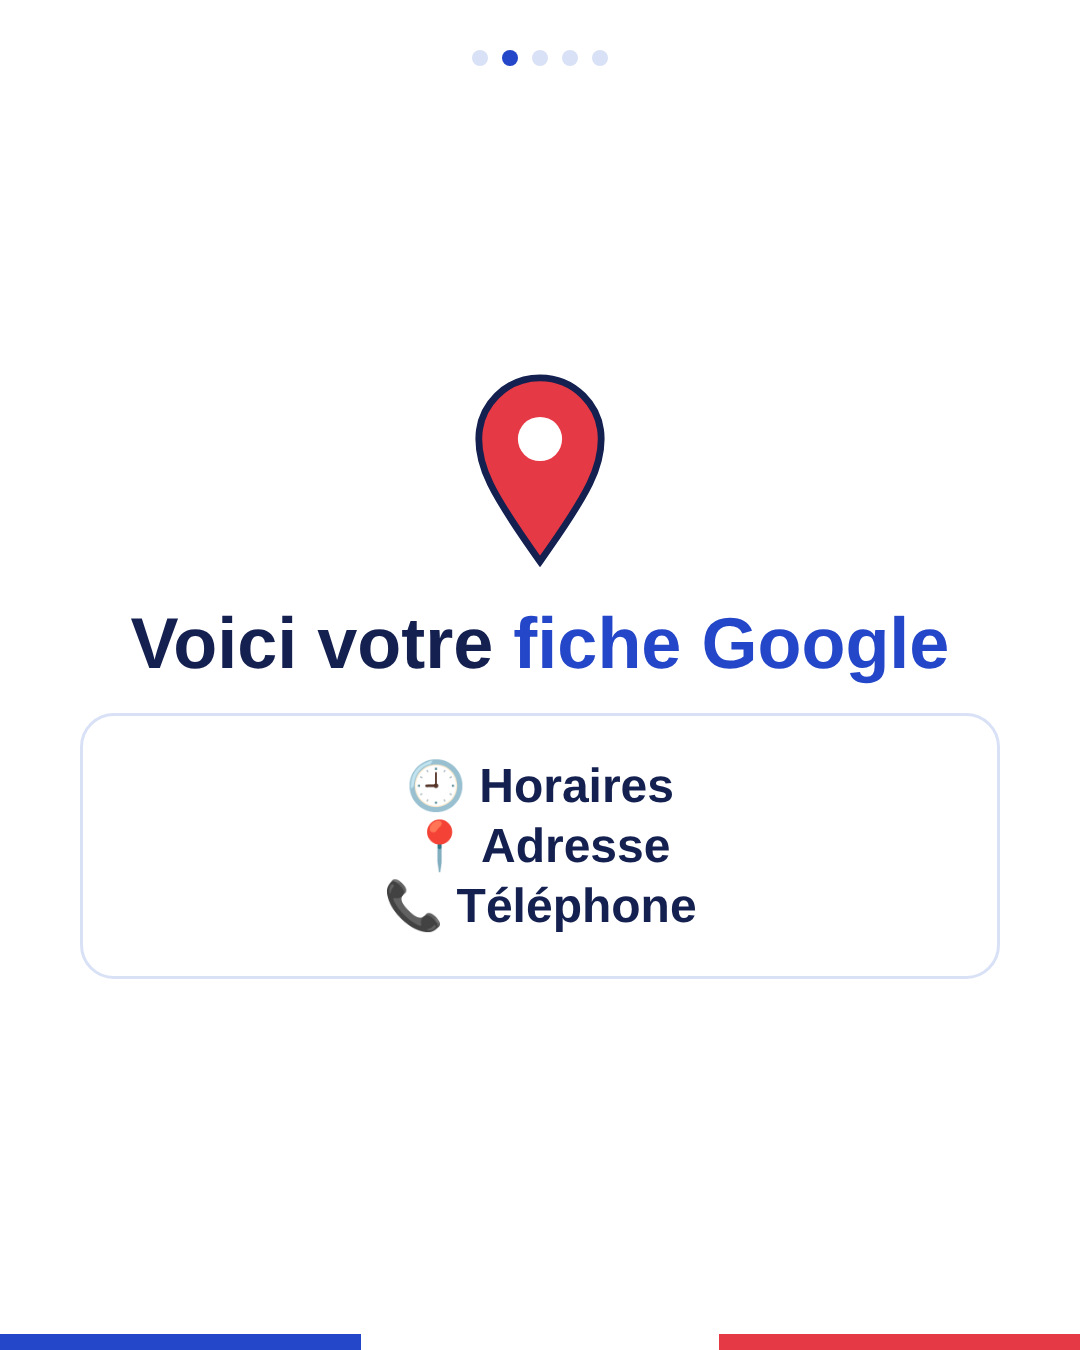 Voici votre fiche Google
🕘 Horaires
📍 Adresse
📞 Téléphone